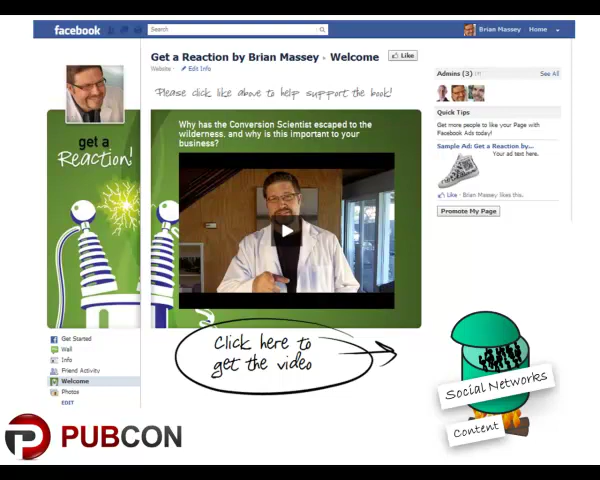 facebook
Search
Brian Massey
Home
Get a Reaction by Brian Massey ▸ Welcome
Like
Website · Edit Info
Please click like above to help support the book!
Admins (3)
See All
Quick Tips
Get more people to like your Page with
Facebook Ads today!
Sample Ad: Get a Reaction by...
Your ad text here.
Like · Brian Massey likes this.
Promote My Page
get a
Reaction!
Why has the Conversion Scientist escaped to the
wilderness, and why is this important to your
business?
Click here to
get the video
Get Started
Wall
Info
Friend Activity
Welcome
Photos
EDIT
Social Networks
Content
PUBCON